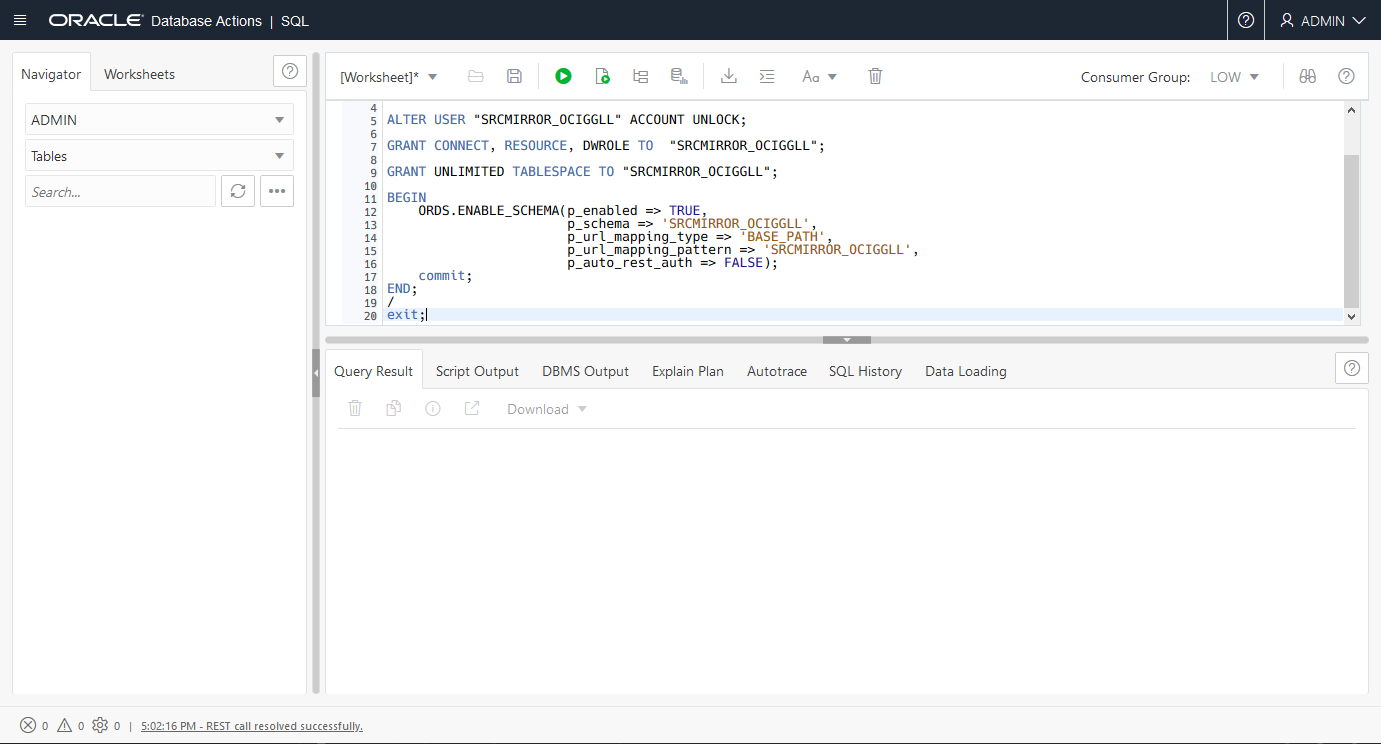 ORACLE Database Actions | SQL
ADMIN
Navigator
Worksheets
ADMIN
Tables
Search...
[Worksheet]*
Aa
Consumer Group: LOW
4
5 ALTER USER "SRCMIRROR_OCIGGLL" ACCOUNT UNLOCK;
6
7 GRANT CONNECT, RESOURCE, DWROLE TO  "SRCMIRROR_OCIGGLL";
8
9 GRANT UNLIMITED TABLESPACE TO "SRCMIRROR_OCIGGLL";
10
11 BEGIN
12     ORDS.ENABLE_SCHEMA(p_enabled => TRUE,
13                        p_schema => 'SRCMIRROR_OCIGGLL',
14                        p_url_mapping_type => 'BASE_PATH',
15                        p_url_mapping_pattern => 'SRCMIRROR_OCIGGLL',
16                        p_auto_rest_auth => FALSE);
17     commit;
18 END;
19 /
20 exit;
Query Result
Script Output
DBMS Output
Explain Plan
Autotrace
SQL History
Data Loading
Download
0 0 0 | 5:02:16 PM - REST call resolved successfully.